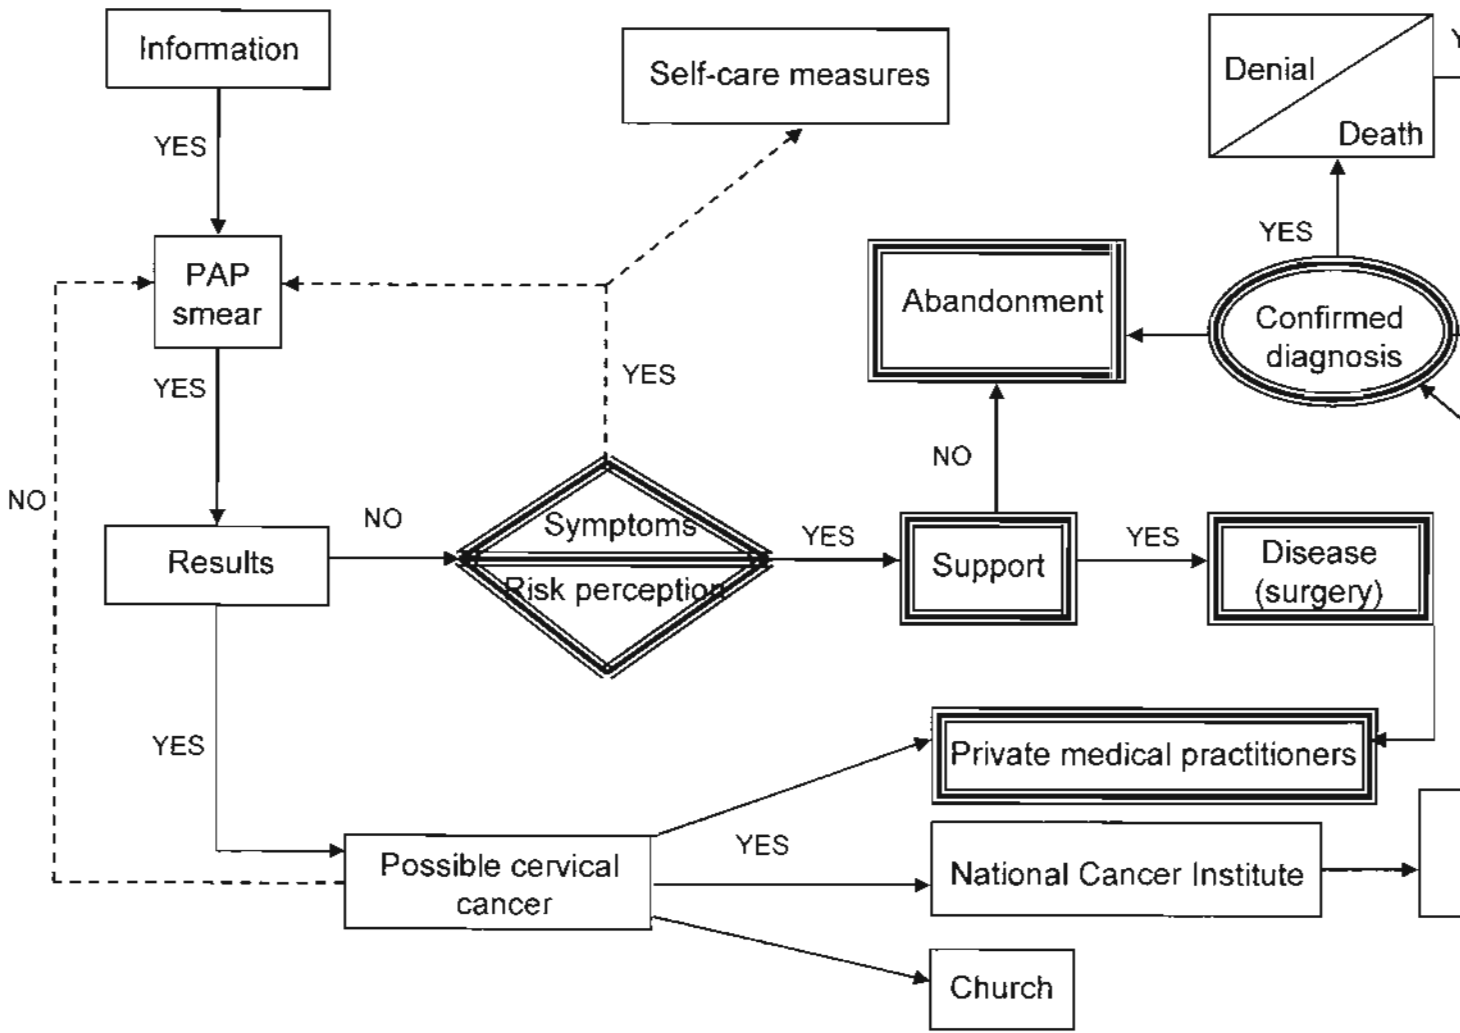 Information
Self-care measures
Denial
Death
YES
YES
PAP
smear
Abandonment
Confirmed
diagnosis
YES
YES
NO
NO
NO
Results
Symptoms
Risk perception
YES
Support
YES
Disease
(surgery)
YES
Private medical practitioners
YES
Possible cervical
cancer
National Cancer Institute
Church